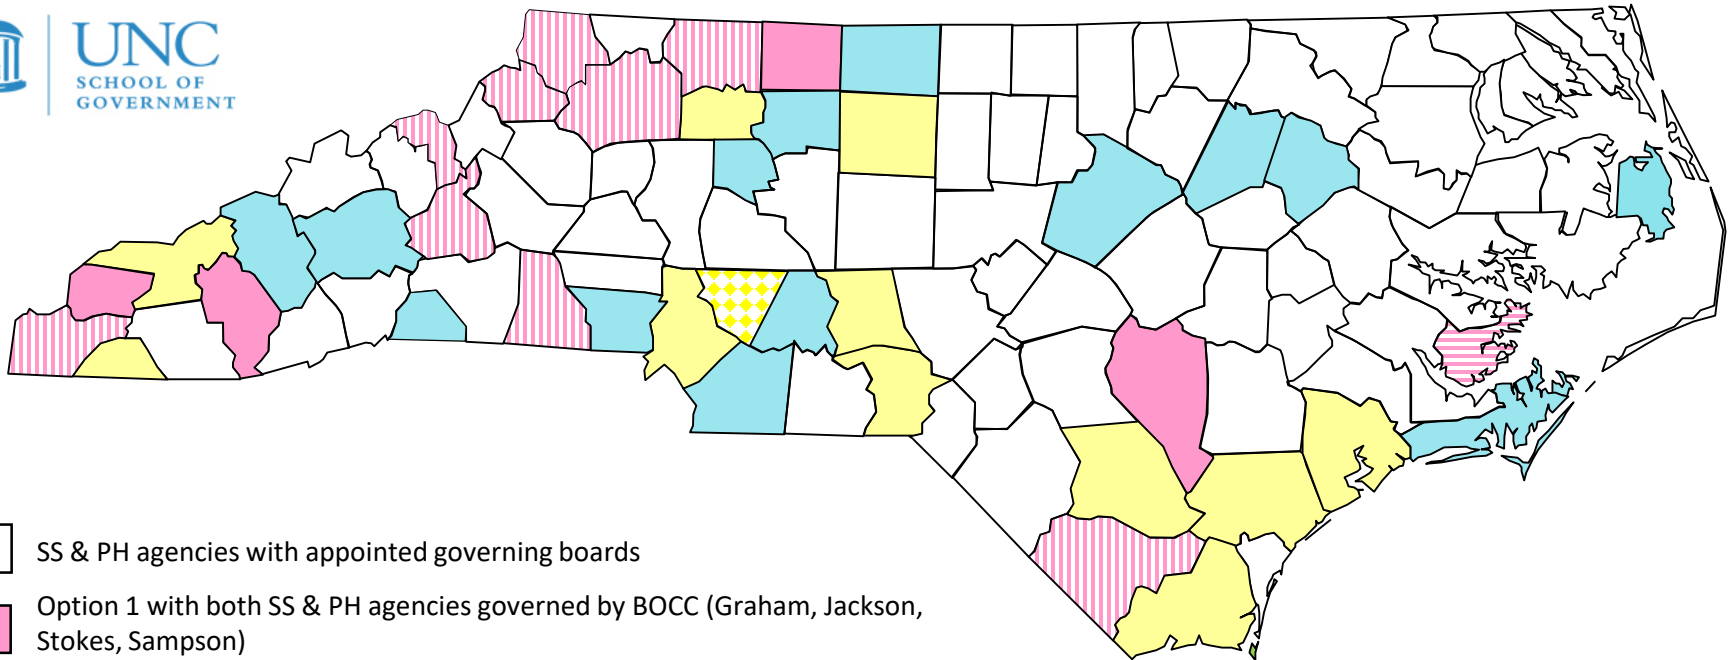 UNC
SCHOOL OF
GOVERNMENT
SS & PH agencies with appointed governing boards
Option 1 with both SS & PH agencies governed by BOCC (Graham, Jackson,
Stokes, Sampson)